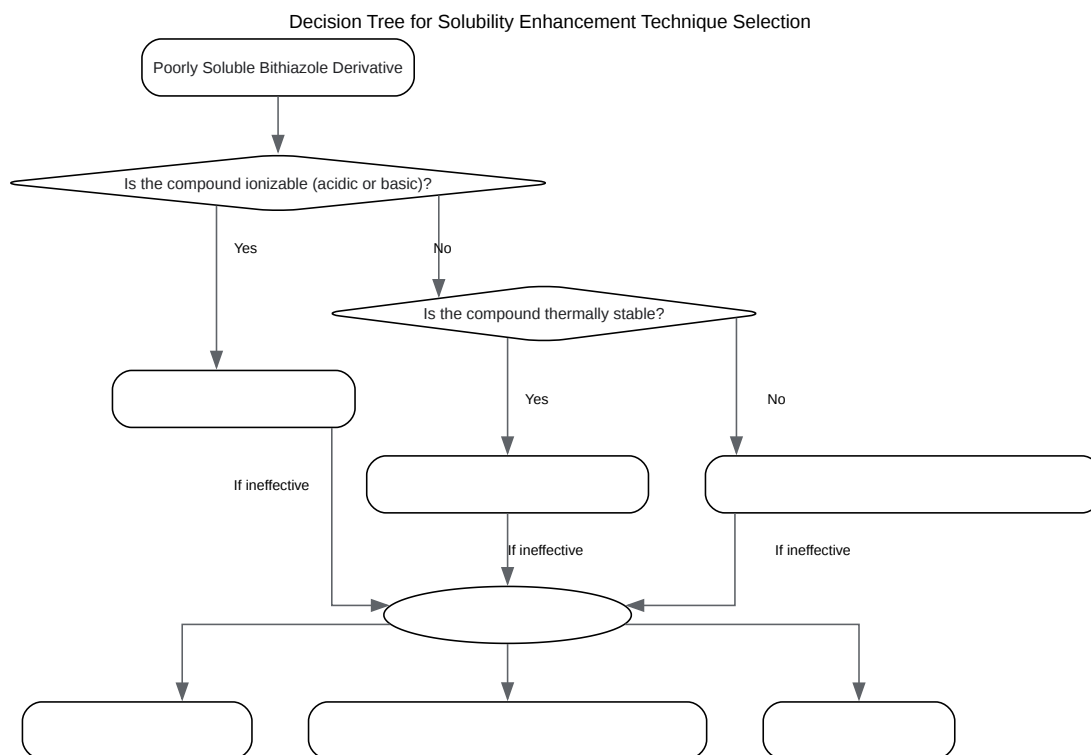 Decision Tree for Solubility Enhancement Technique Selection
Poorly Soluble Bithiazole Derivative
Is the compound ionizable (acidic or basic)?
Yes
No
Is the compound thermally stable?
Yes
No
If ineffective
If ineffective
If ineffective